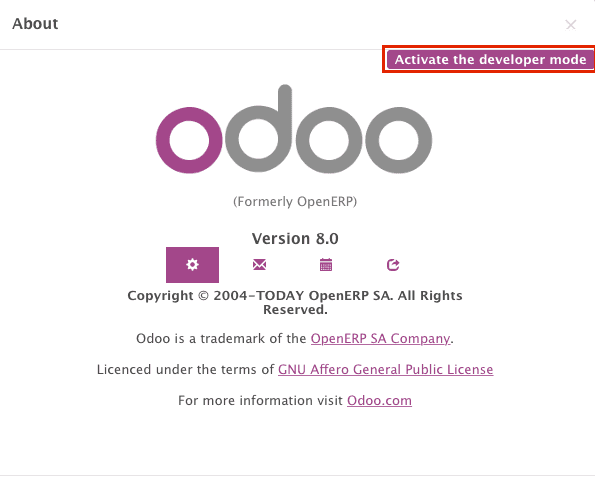 About
Activate the developer mode
odoo
(Formerly OpenERP)
Version 8.0
Copyright © 2004-TODAY OpenERP SA. All Rights
Reserved.
Odoo is a trademark of the OpenERP SA Company.
Licenced under the terms of GNU Affero General Public License
For more information visit Odoo.com